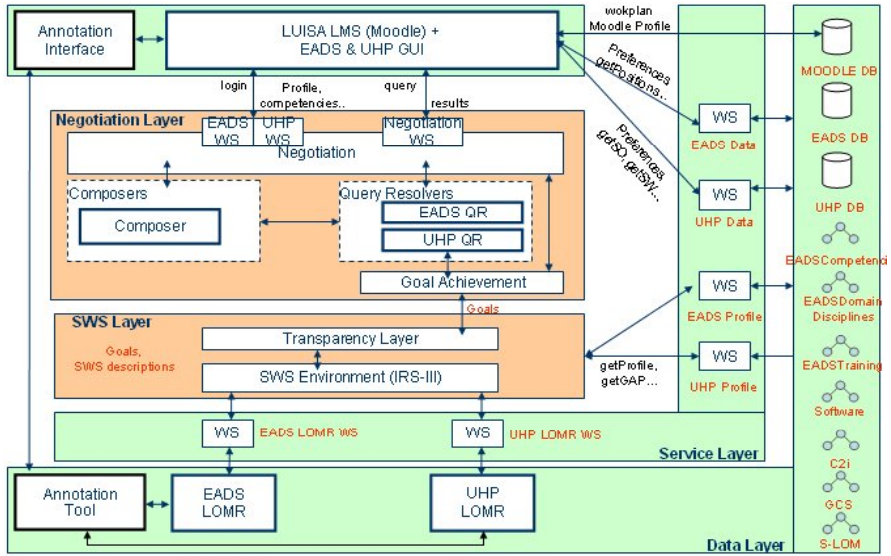 Annotation
Interface
LUISA LMS (Moodle) +
EADS & UHP GUI
wokplan
Moodle Profile
MOODLE DB
Preferences
getPositions...
login
Profile,
competencies..
query
results
Negotiation Layer
EADS
WS
UHP
WS
Negotiation
WS
Negotiation
Preferences,
getSO, getSW...
WS
EADS Data
EADS DB
Composers
Composer
Query Resolvers
EADS QR
UHP QR
WS
UHP Data
UHP DB
EADSCompetenci
Goal Achievement
Goals
WS
EADS Profile
EADSDomain
Disciplines
SWS Layer
Goals,
SWS descriptions
Transparency Layer
SWS Environment (IRS-III)
getProfile,
getGAP...
WS
UHP Profile
EADSTraining
Software
WS
EADS LOMR WS
WS
UHP LOMR WS
Service Layer
C2i
Annotation
Tool
EADS
LOMR
UHP
LOMR
GCS
Data Layer
S-LOM